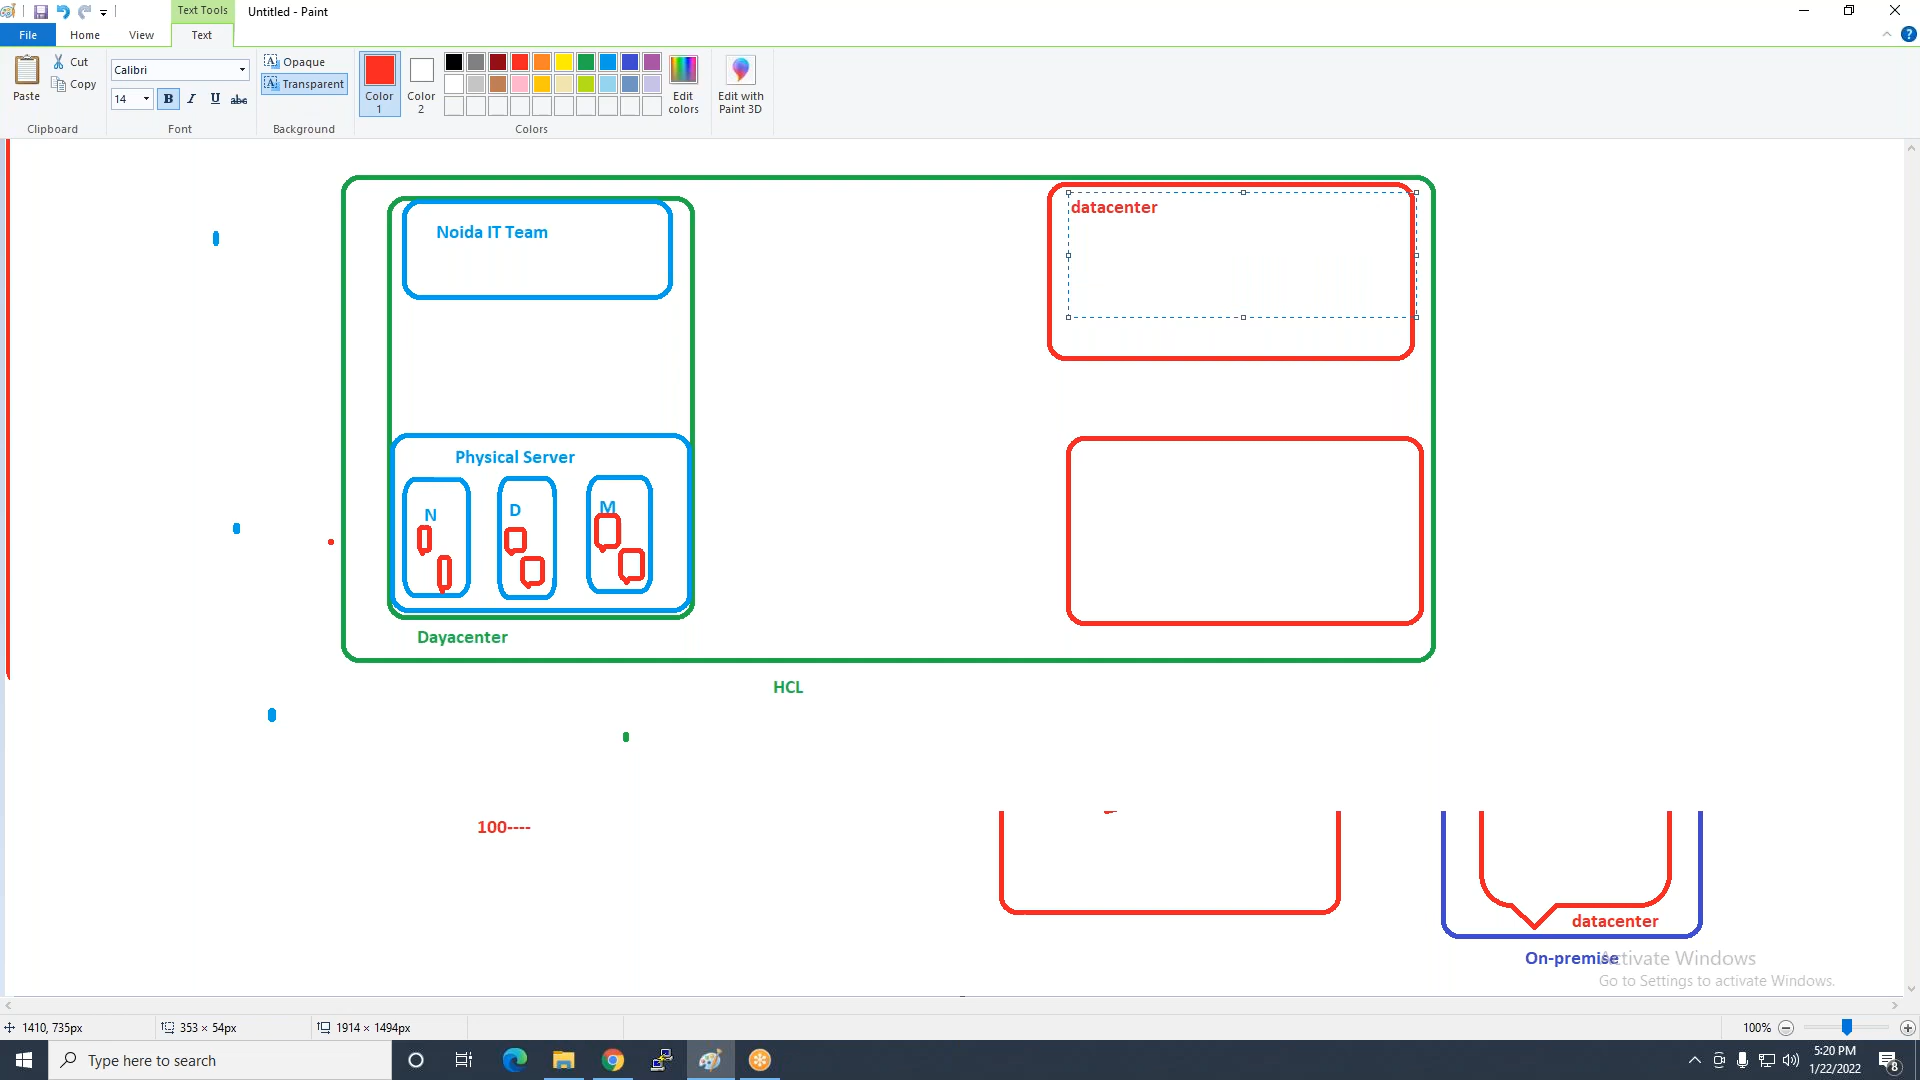 Text Tools
Untitled - Paint
File
Home
View
Text
Paste
Cut
Copy
Clipboard
Calibri
14
B
I
U
abc
Font
Opaque
Transparent
Background
Color
1
Color
2
Edit
colors
Edit with
Paint 3D
Colors
Noida IT Team
datacenter
Physical Server
N
D
M
Dayacenter
HCL
100----
datacenter
On-premise
Activate Windows
Go to Settings to activate Windows.
1410, 735px
353 × 54px
1914 × 1494px
100%
Type here to search
5:20 PM
1/22/2022
8